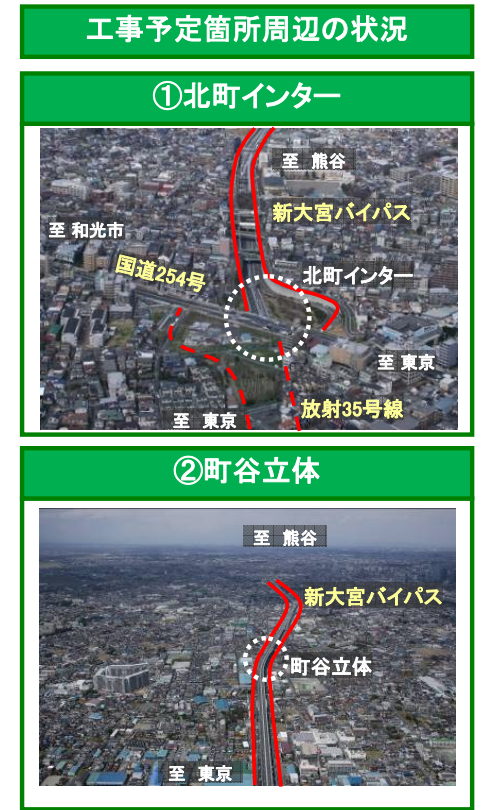 工事予定箇所周辺の状況
①北町インター
至 熊谷
新大宮バイパス
至 和光市
国道254号
北町インター
至 東京
放射35号線
至 東京
②町谷立体
至 熊谷
新大宮バイパス
町谷立体
至 東京